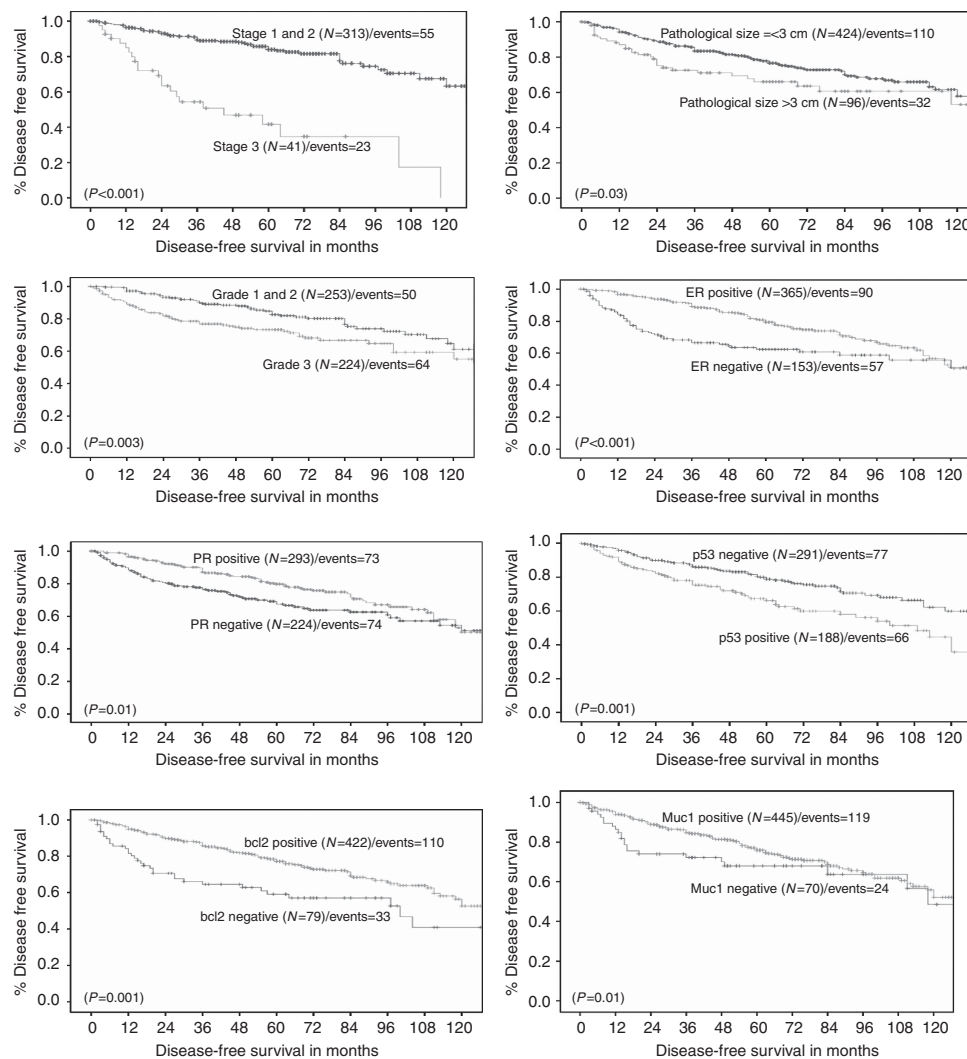 % Disease free survival
1.0
0.8
0.6
0.4
0.2
0.0
Stage 1 and 2 (N=313)/events=55
Stage 3 (N=41)/events=23
(P<0.001)
0 12 24 36 48 60 72 84 96 108 120
Disease-free survival in months
% Disease free survival
1.0
0.8
0.6
0.4
0.2
0.0
Pathological size =<3 cm (N=424)/events=110
Pathological size >3 cm (N=96)/events=32
(P=0.03)
0 12 24 36 48 60 72 84 96 108 120
Disease-free survival in months
% Disease free survival
1.0
0.8
0.6
0.4
0.2
0.0
Grade 1 and 2 (N=253)/events=50
Grade 3 (N=224)/events=64
(P=0.003)
0 12 24 36 48 60 72 84 96 108 120
Disease-free survival in months
% Disease free survival
1.0
0.8
0.6
0.4
0.2
0.0
ER positive (N=365)/events=90
ER negative (N=153)/events=57
(P<0.001)
0 12 24 36 48 60 72 84 96 108 120
Disease-free survival in months
% Disease free survival
1.0
0.8
0.6
0.4
0.2
0.0
PR positive (N=293)/events=73
PR negative (N=224)/events=74
(P=0.01)
0 12 24 36 48 60 72 84 96 108 120
Disease-free survival in months
% Disease free survival
1.0
0.8
0.6
0.4
0.2
0.0
p53 negative (N=291)/events=77
p53 positive (N=188)/events=66
(P=0.001)
0 12 24 36 48 60 72 84 96 108 120
Disease-free survival in months
% Disease free survival
1.0
0.8
0.6
0.4
0.2
0.0
bcl2 positive (N=422)/events=110
bcl2 negative (N=79)/events=33
(P=0.001)
0 12 24 36 48 60 72 84 96 108 120
Disease-free survival in months
% Disease free survival
1.0
0.8
0.6
0.4
0.2
0.0
Muc1 positive (N=445)/events=119
Muc1 negative (N=70)/events=24
(P=0.01)
0 12 24 36 48 60 72 84 96 108 120
Disease-free survival in months